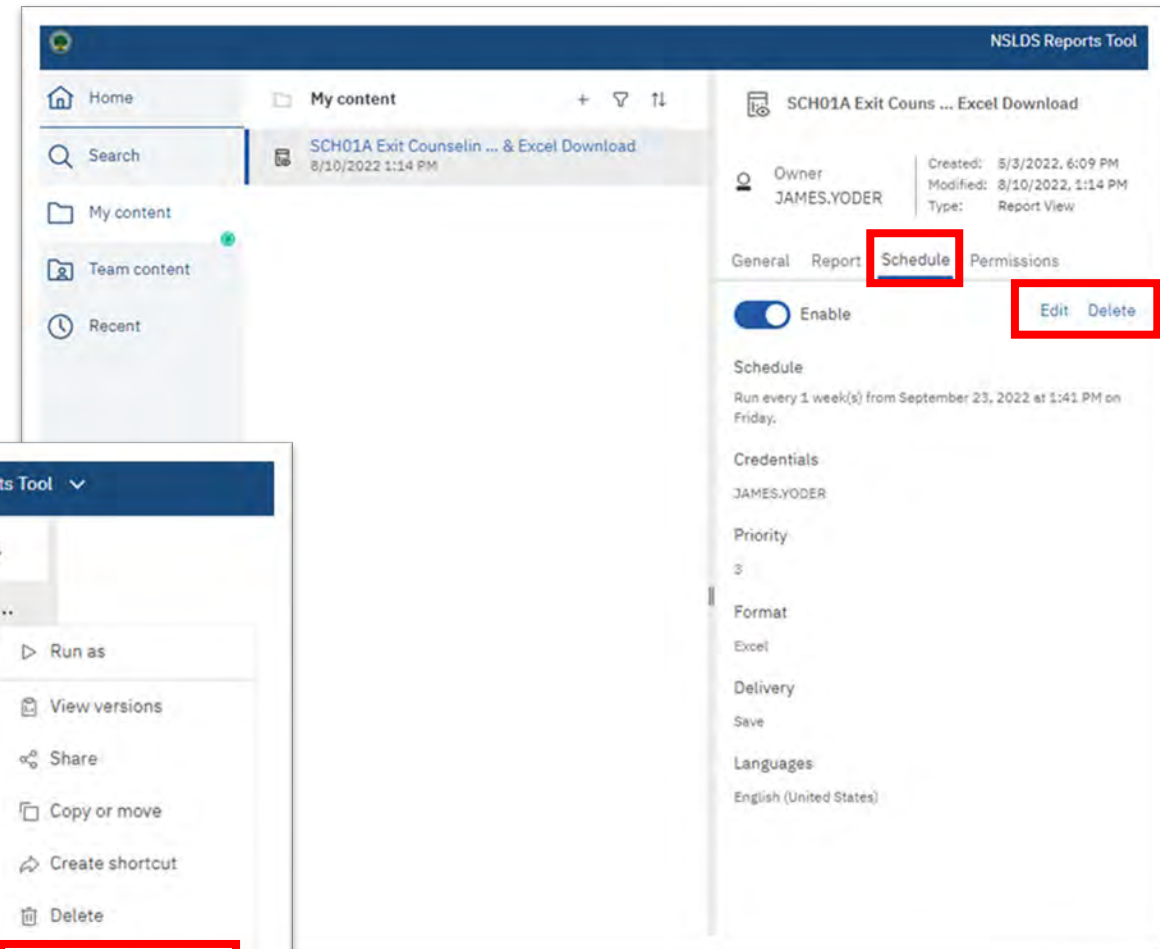 NSLDS Reports Tool
Home
Search
My content
Team content
Recent
My content
SCH01A Exit Counselin ... & Excel Download
8/10/2022 1:14 PM
SCH01A Exit Couns ... Excel Download
Owner
JAMES.YODER
Created: 5/3/2022, 6:09 PM
Modified: 8/10/2022, 1:14 PM
Type: Report View
General Report Schedule Permissions
Enable
Edit Delete
Schedule
Run every 1 week(s) from September 23, 2022 at 1:41 PM on
Friday.
Credentials
JAMES.YODER
Priority
3
Format
Excel
Delivery
Save
Languages
English (United States)
ts Tool
Run as
View versions
Share
Copy or move
Create shortcut
Delete